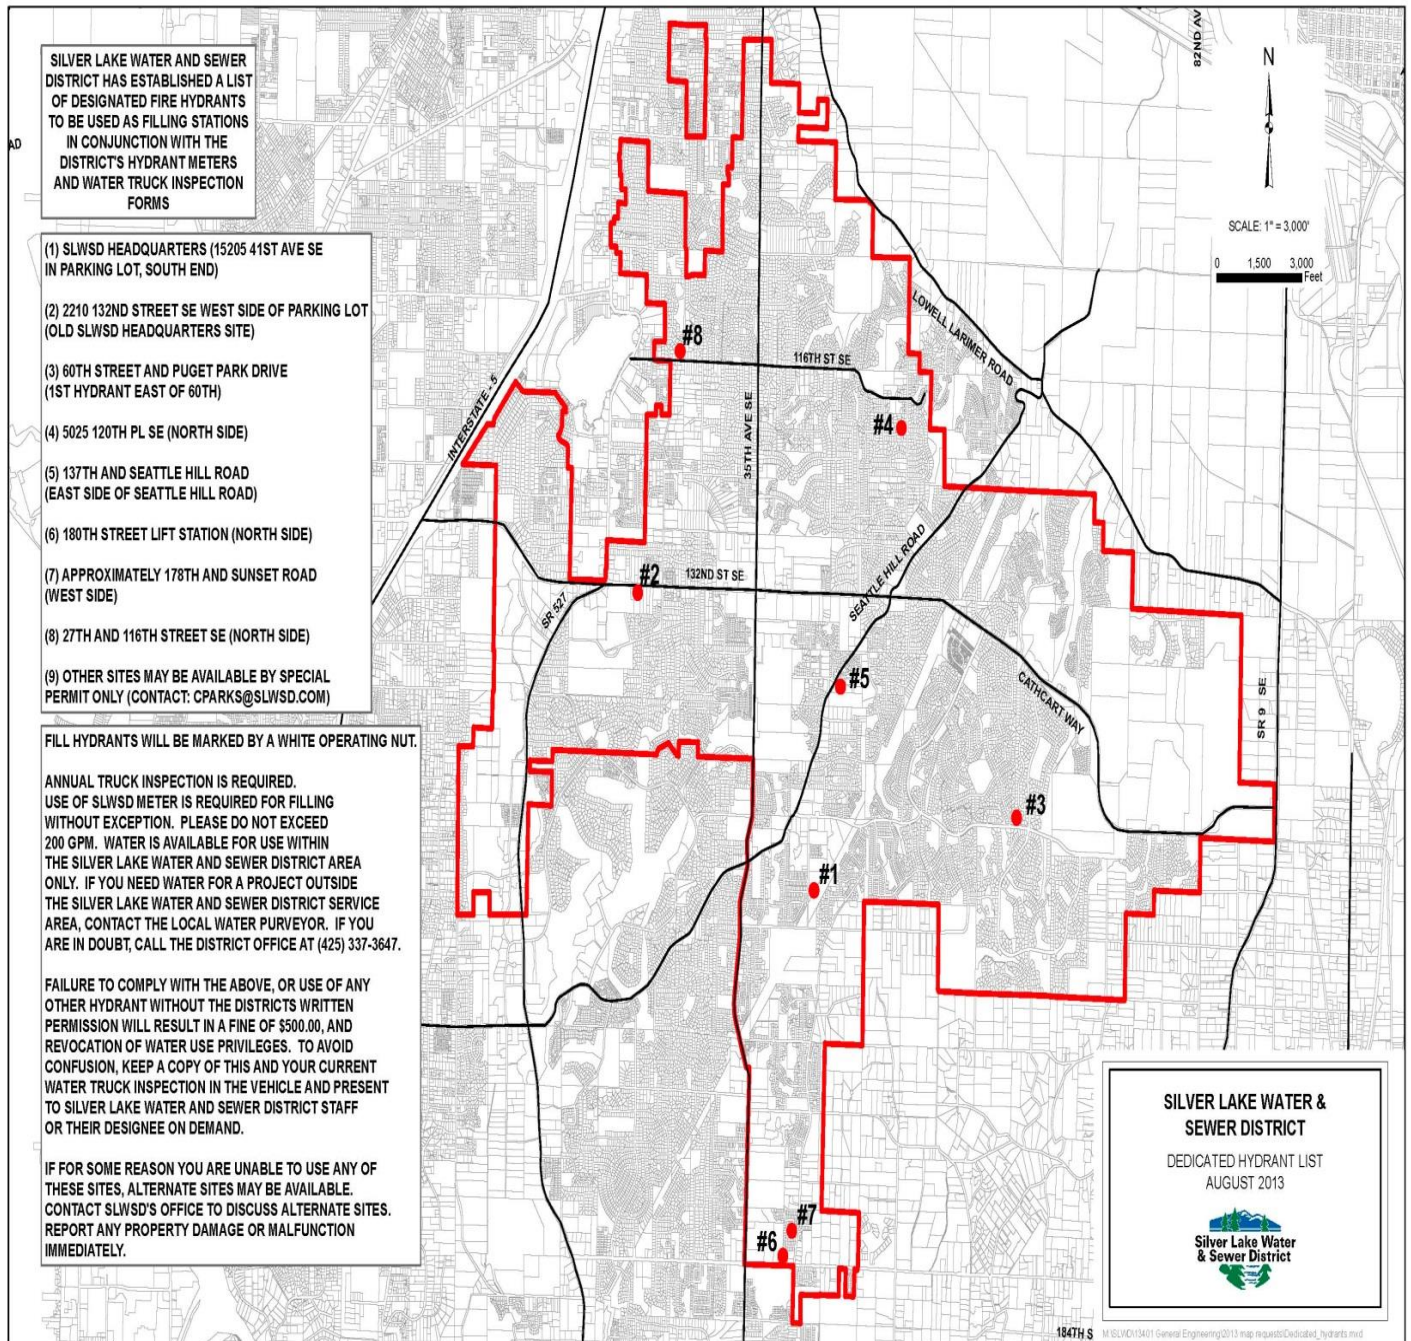 SILVER LAKE WATER AND SEWER
DISTRICT HAS ESTABLISHED A LIST
OF DESIGNATED FIRE HYDRANTS
TO BE USED AS FILLING STATIONS
IN CONJUNCTION WITH THE
DISTRICT'S HYDRANT METERS
AND WATER TRUCK INSPECTION
FORMS
(1) SLWSD HEADQUARTERS (15205 41ST AVE SE
IN PARKING LOT, SOUTH END)
(2) 2210 132ND STREET SE WEST SIDE OF PARKING LOT
(OLD SLWSD HEADQUARTERS SITE)
(3) 60TH STREET AND PUGET PARK DRIVE
(1ST HYDRANT EAST OF 60TH)
(4) 5025 120TH PL SE (NORTH SIDE)
(5) 137TH AND SEATTLE HILL ROAD
(EAST SIDE OF SEATTLE HILL ROAD)
(6) 180TH STREET LIFT STATION (NORTH SIDE)
(7) APPROXIMATELY 178TH AND SUNSET ROAD
(WEST SIDE)
(8) 27TH AND 116TH STREET SE (NORTH SIDE)
(9) OTHER SITES MAY BE AVAILABLE BY SPECIAL
PERMIT ONLY (CONTACT: CPARKS@SLWSD.COM)
FILL HYDRANTS WILL BE MARKED BY A WHITE OPERATING NUT.
ANNUAL TRUCK INSPECTION IS REQUIRED.
USE OF SLWSD METER IS REQUIRED FOR FILLING
WITHOUT EXCEPTION. PLEASE DO NOT EXCEED
200 GPM. WATER IS AVAILABLE FOR USE WITHIN
THE SILVER LAKE WATER AND SEWER DISTRICT AREA
ONLY. IF YOU NEED WATER FOR A PROJECT OUTSIDE
THE SILVER LAKE WATER AND SEWER DISTRICT SERVICE
AREA, CONTACT THE LOCAL WATER PURVEYOR. IF YOU
ARE IN DOUBT, CALL THE DISTRICT OFFICE AT (425) 337-3647.
FAILURE TO COMPLY WITH THE ABOVE, OR USE OF ANY
OTHER HYDRANT WITHOUT THE DISTRICTS WRITTEN
PERMISSION WILL RESULT IN A FINE OF $500.00, AND
REVOCATION OF WATER USE PRIVILEGES. TO AVOID
CONFUSION, KEEP A COPY OF THIS AND YOUR CURRENT
WATER TRUCK INSPECTION IN THE VEHICLE AND PRESENT
TO SILVER LAKE WATER AND SEWER DISTRICT STAFF
OR THEIR DESIGNEE ON DEMAND.
IF FOR SOME REASON YOU ARE UNABLE TO USE ANY OF
THESE SITES, ALTERNATE SITES MAY BE AVAILABLE.
CONTACT SLWSD'S OFFICE TO DISCUSS ALTERNATE SITES.
REPORT ANY PROPERTY DAMAGE OR MALFUNCTION
IMMEDIATELY.
AD
82ND AV
N
SCALE: 1" = 3,000'
0 1,500 3,000
Feet
LOWELL LARIMER ROAD
#8
116TH ST SE
INTERSTATE - 5
35TH AVE SE
#4
SEATTLE HILL ROAD
#2
132ND ST SE
SR 527
#5
CATHCART WAY
SR 9 SE
#3
#1
#7
#6
184TH S
SILVER LAKE WATER &
SEWER DISTRICT
DEDICATED HYDRANT LIST
AUGUST 2013
Silver Lake Water
& Sewer District
M:\SLWD\13401 General Engineering\2013 map requests\Dedicated_hydrants.mxd